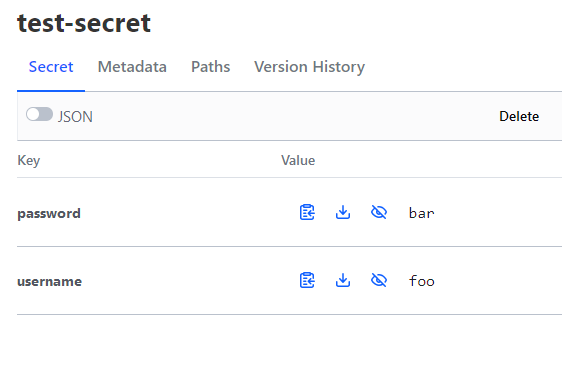 test-secret
Secret Metadata Paths Version History
JSON Delete
Key Value
password bar
username foo